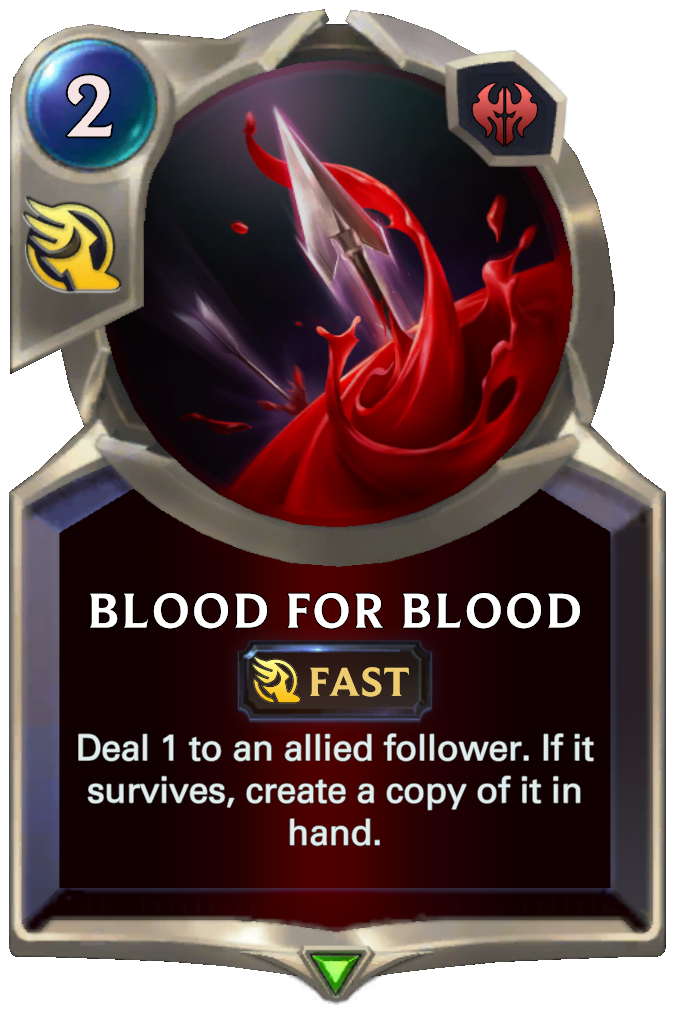 2
BLOOD FOR BLOOD
FAST
Deal 1 to an allied follower. If it
survives, create a copy of it in
hand.